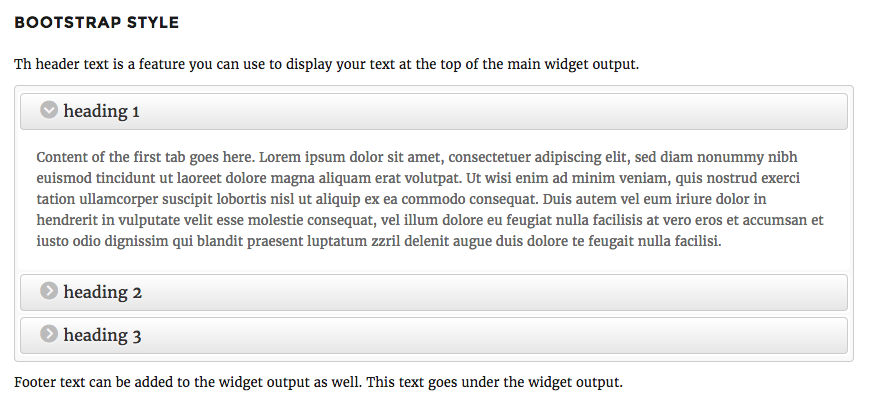 BOOTSTRAP STYLE
Th header text is a feature you can use to display your text at the top of the main widget output.
heading 1
Content of the first tab goes here. Lorem ipsum dolor sit amet, consectetuer adipiscing elit, sed diam nonummy nibh
euismod tincidunt ut laoreet dolore magna aliquam erat volutpat. Ut wisi enim ad minim veniam, quis nostrud exerci
tation ullamcorper suscipit lobortis nisl ut aliquip ex ea commodo consequat. Duis autem vel eum iriure dolor in
hendrerit in vulputate velit esse molestie consequat, vel illum dolore eu feugiat nulla facilisis at vero eros et accumsan et
iusto odio dignissim qui blandit praesent luptatum zzril delenit augue duis dolore te feugait nulla facilisi.
heading 2
heading 3
Footer text can be added to the widget output as well. This text goes under the widget output.